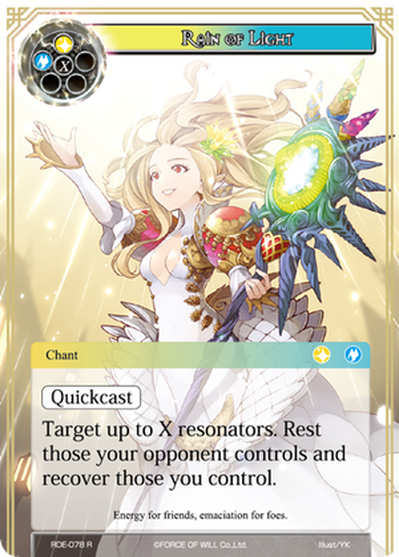 Rain of Light
X
Chant
Quickcast
Target up to X resonators. Rest
those your opponent controls and
recover those you control.
Energy for friends, emaciation for foes.
RDE-078 R ©FORCE OF WILL Co.,Ltd. Illust/YK